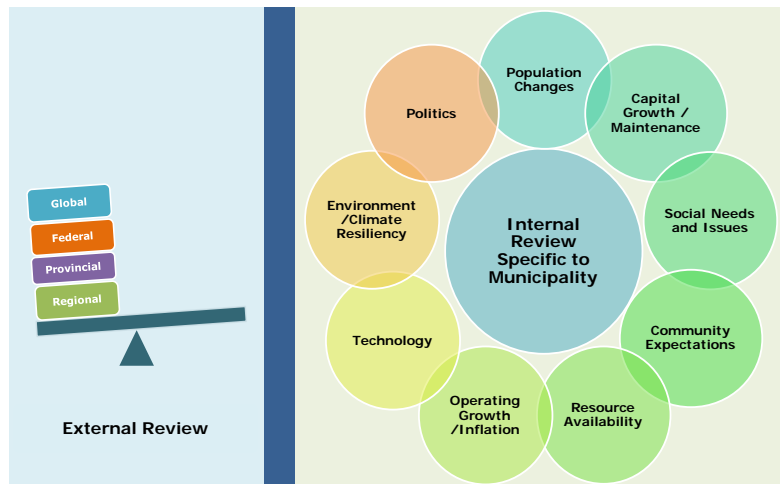 Global
Federal
Provincial
Regional
External Review
Internal
Review
Specific to
Municipality
Population
Changes
Capital
Growth /
Maintenance
Social Needs
and Issues
Community
Expectations
Resource
Availability
Operating
Growth
/Inflation
Technology
Environment
/Climate
Resiliency
Politics